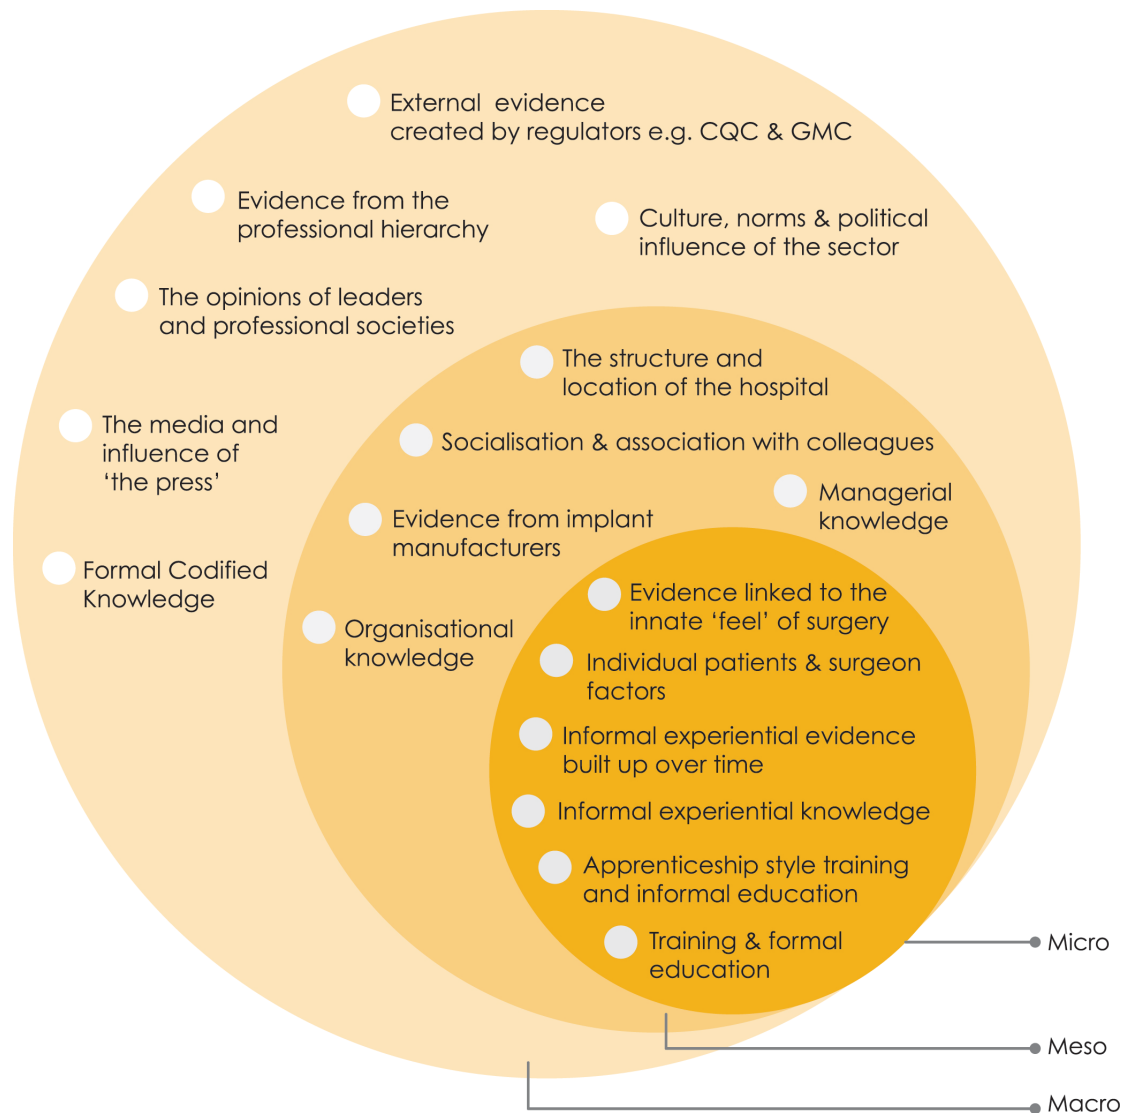 External evidence
created by regulators e.g. CQC & GMC
Evidence from the
professional hierarchy
Culture, norms & political
influence of the sector
The opinions of leaders
and professional societies
The structure and
location of the hospital
The media and
influence of
‘the press’
Socialisation & association with colleagues
Managerial
knowledge
Evidence from implant
manufacturers
Formal Codified
Knowledge
Organisational
knowledge
Evidence linked to the
innate ‘feel’ of surgery
Individual patients & surgeon
factors
Informal experiential evidence
built up over time
Informal experiential knowledge
Apprenticeship style training
and informal education
Training & formal
education
Micro
Meso
Macro